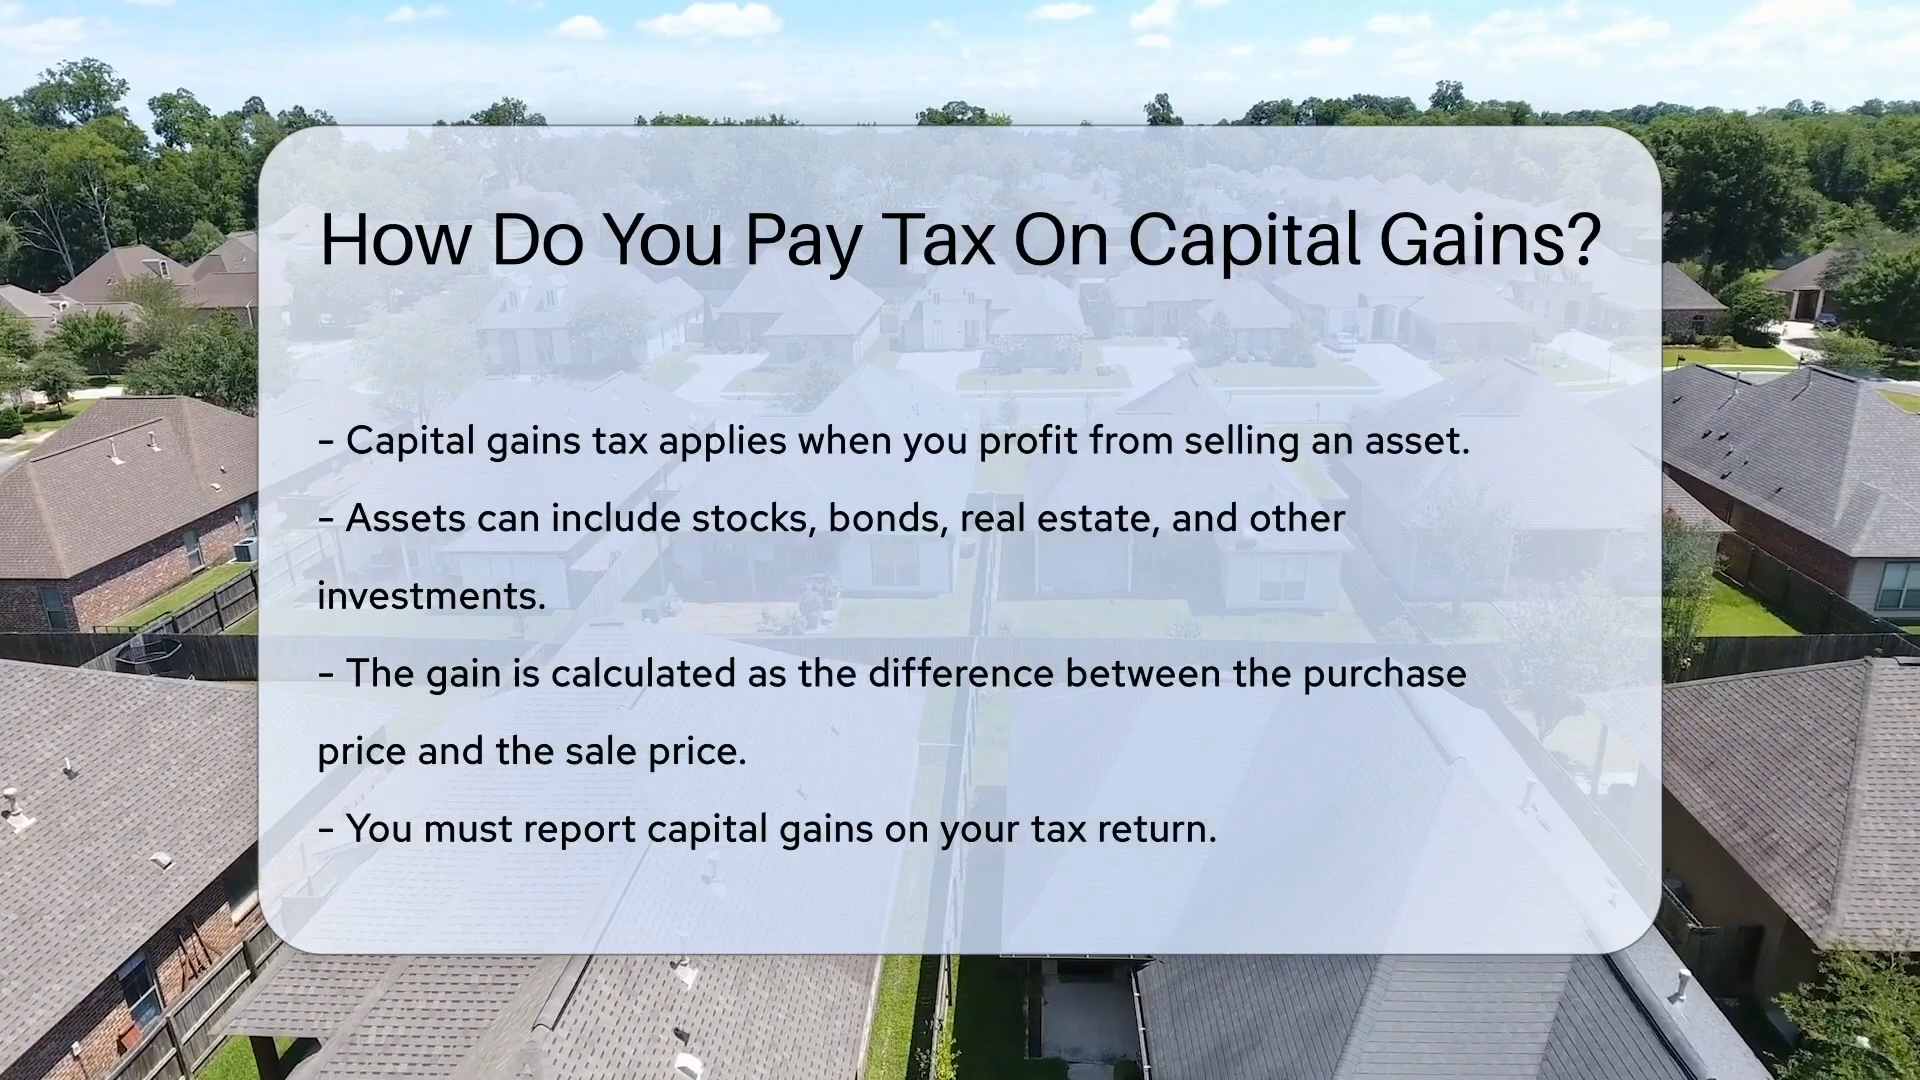 How Do You Pay Tax On Capital Gains?
- Capital gains tax applies when you profit from selling an asset.
- Assets can include stocks, bonds, real estate, and other
investments.
- The gain is calculated as the difference between the purchase
price and the sale price.
- You must report capital gains on your tax return.